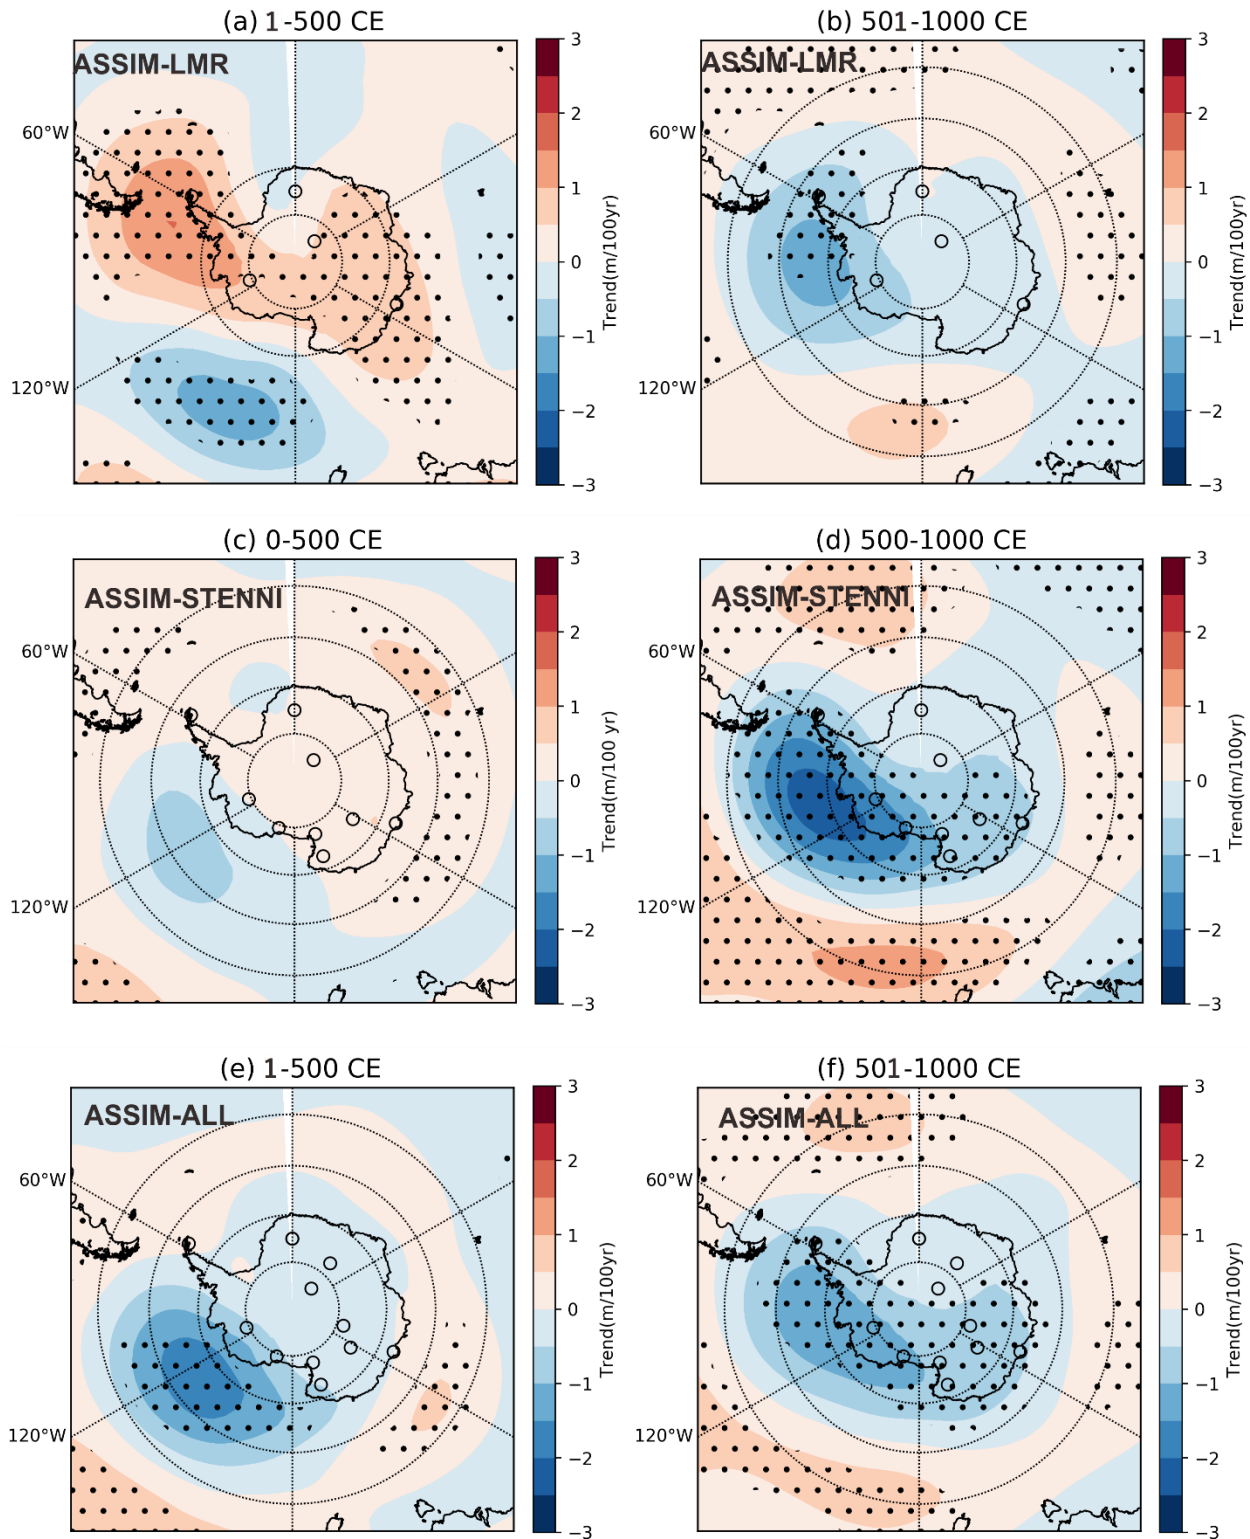 (a) 1-500 CE
ASSIM-LMR
60°W
120°W
3
2
1
0
−1
−2
−3
Trend(m/100yr)
(b) 501-1000 CE
ASSIM-LMR
60°W
120°W
3
2
1
0
−1
−2
−3
Trend(m/100yr)
(c) 0-500 CE
ASSIM-STENNI
60°W
120°W
3
2
1
0
−1
−2
−3
Trend(m/100 yr)
(d) 500-1000 CE
ASSIM-STENNI
60°W
120°W
3
2
1
0
−1
−2
−3
Trend(m/100yr)
(e) 1-500 CE
ASSIM-ALL
60°W
120°W
3
2
1
0
−1
−2
−3
Trend(m/100yr)
(f) 501-1000 CE
ASSIM-ALL
60°W
120°W
3
2
1
0
−1
−2
−3
Trend(m/100yr)